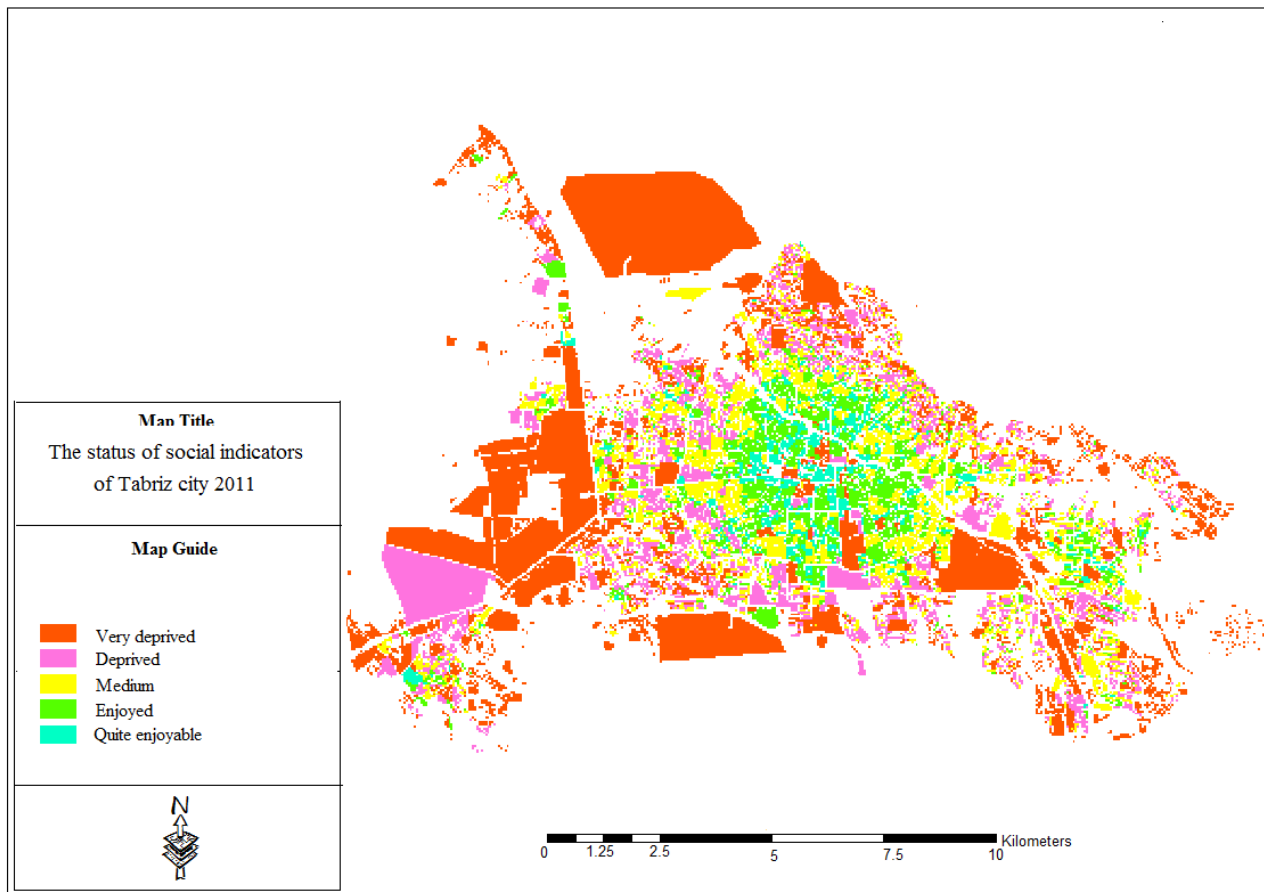 Map Title
The status of social indicators
of Tabriz city 2011
Map Guide
Very deprived
Deprived
Medium
Enjoyed
Quite enjoyable
N
Kilometers
0 1.25 2.5 5 7.5 10